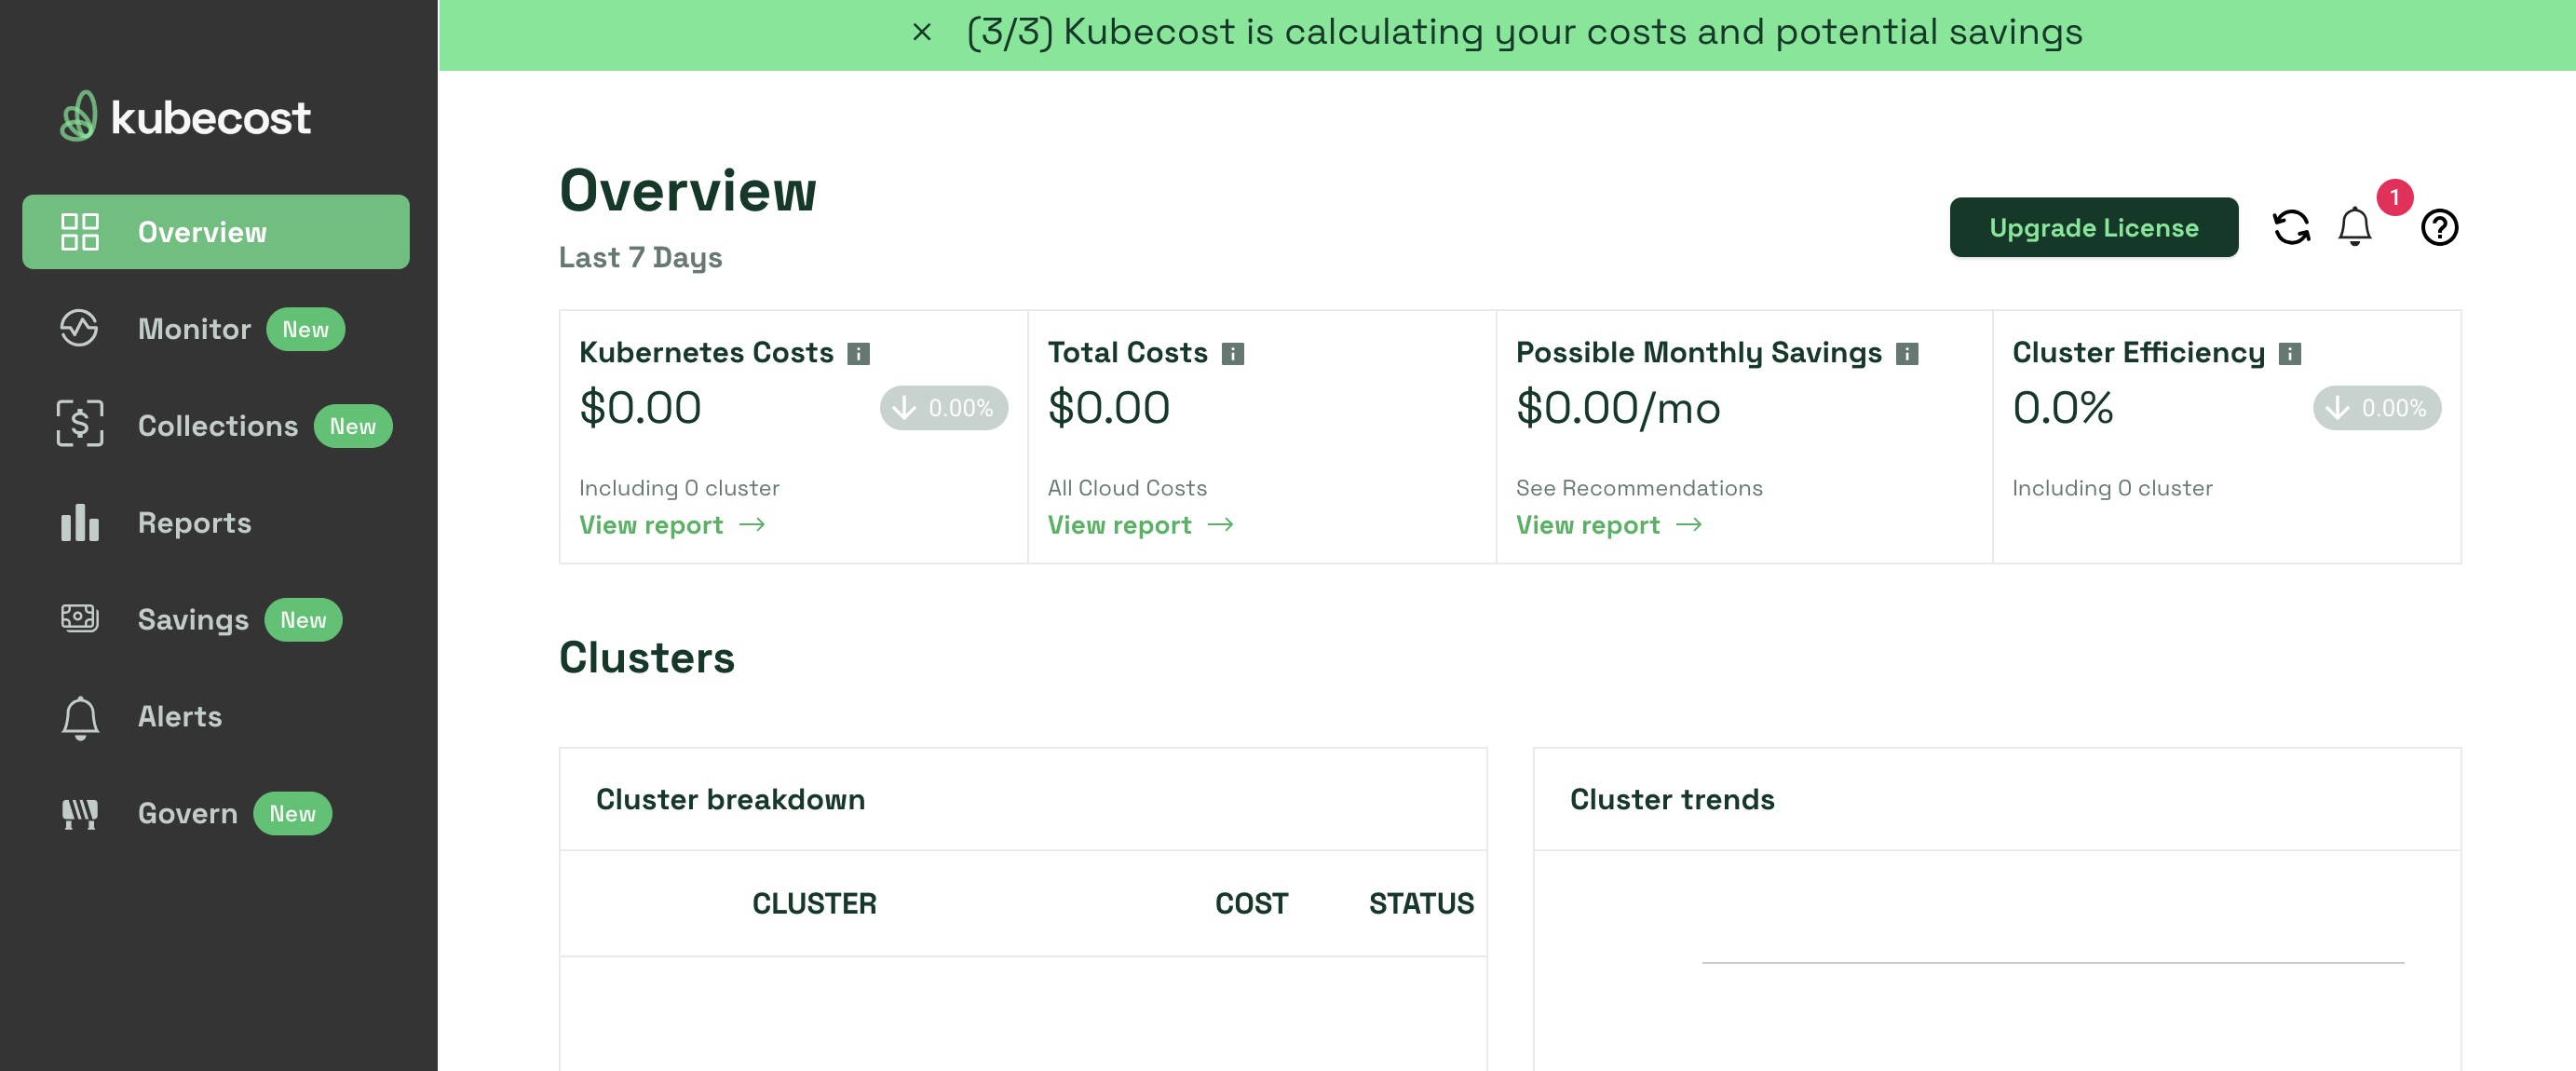 × (3/3) Kubecost is calculating your costs and potential savings
kubecost
Overview
Monitor New
Collections New
Reports
Savings New
Alerts
Govern New
Overview
Last 7 Days
Upgrade License
1
Kubernetes Costs
$0.00
0.00%
Including 0 cluster
View report →
Total Costs
$0.00
All Cloud Costs
View report →
Possible Monthly Savings
$0.00/mo
See Recommendations
View report →
Cluster Efficiency
0.0%
0.00%
Including 0 cluster
Clusters
Cluster breakdown
CLUSTER COST STATUS
Cluster trends